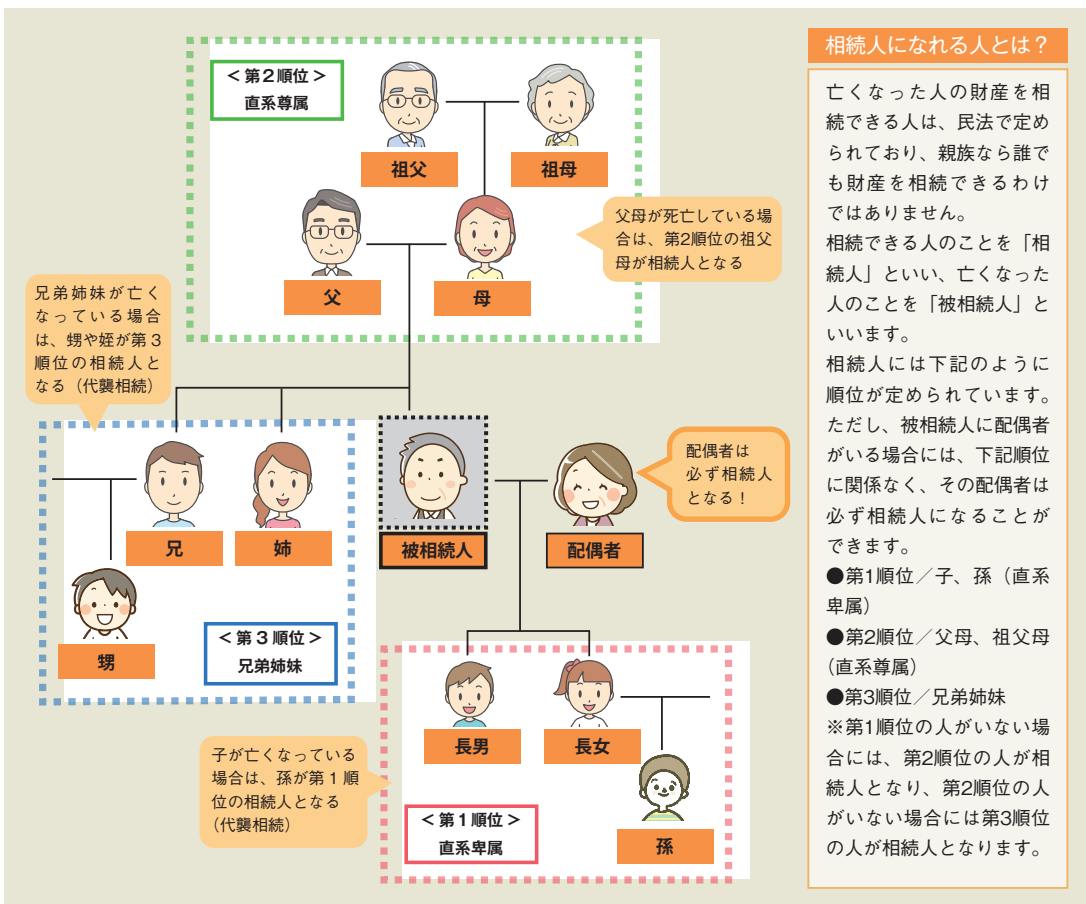 ＜第２順位＞
直系尊属
祖父
祖母
父
母
父母が死亡している場
合は、第2順位の祖父
母が相続人となる
兄弟姉妹が亡く
なっている場合
は、甥や姪が第３
順位の相続人と
なる（代襲相続）
兄
姉
甥
＜第３順位＞
兄弟姉妹
被相続人
配偶者
配偶者は
必ず相続人
となる！
長男
長女
孫
＜第１順位＞
直系卑属
子が亡くなっている
場合は、孫が第１順
位の相続人となる
（代襲相続）
相続人になれる人とは？
亡くなった人の財産を相
続できる人は、民法で定め
られており、親族なら誰で
も財産を相続できるわけ
ではありません。
相続できる人のことを「相
続人」といい、亡くなった
人のことを「被相続人」と
いいます。
相続人には下記のように
順位が定められています。
ただし、被相続人に配偶者
がいる場合には、下記順位
に関係なく、その配偶者は
必ず相続人になることが
できます。
●第1順位／子、孫（直系
卑属）
●第2順位／父母、祖父母
(直系尊属）
●第3順位／兄弟姉妹
※第1順位の人がいない場
合には、第2順位の人が相
続人となり、第2順位の人
がいない場合には第3順位
の人が相続人となります。